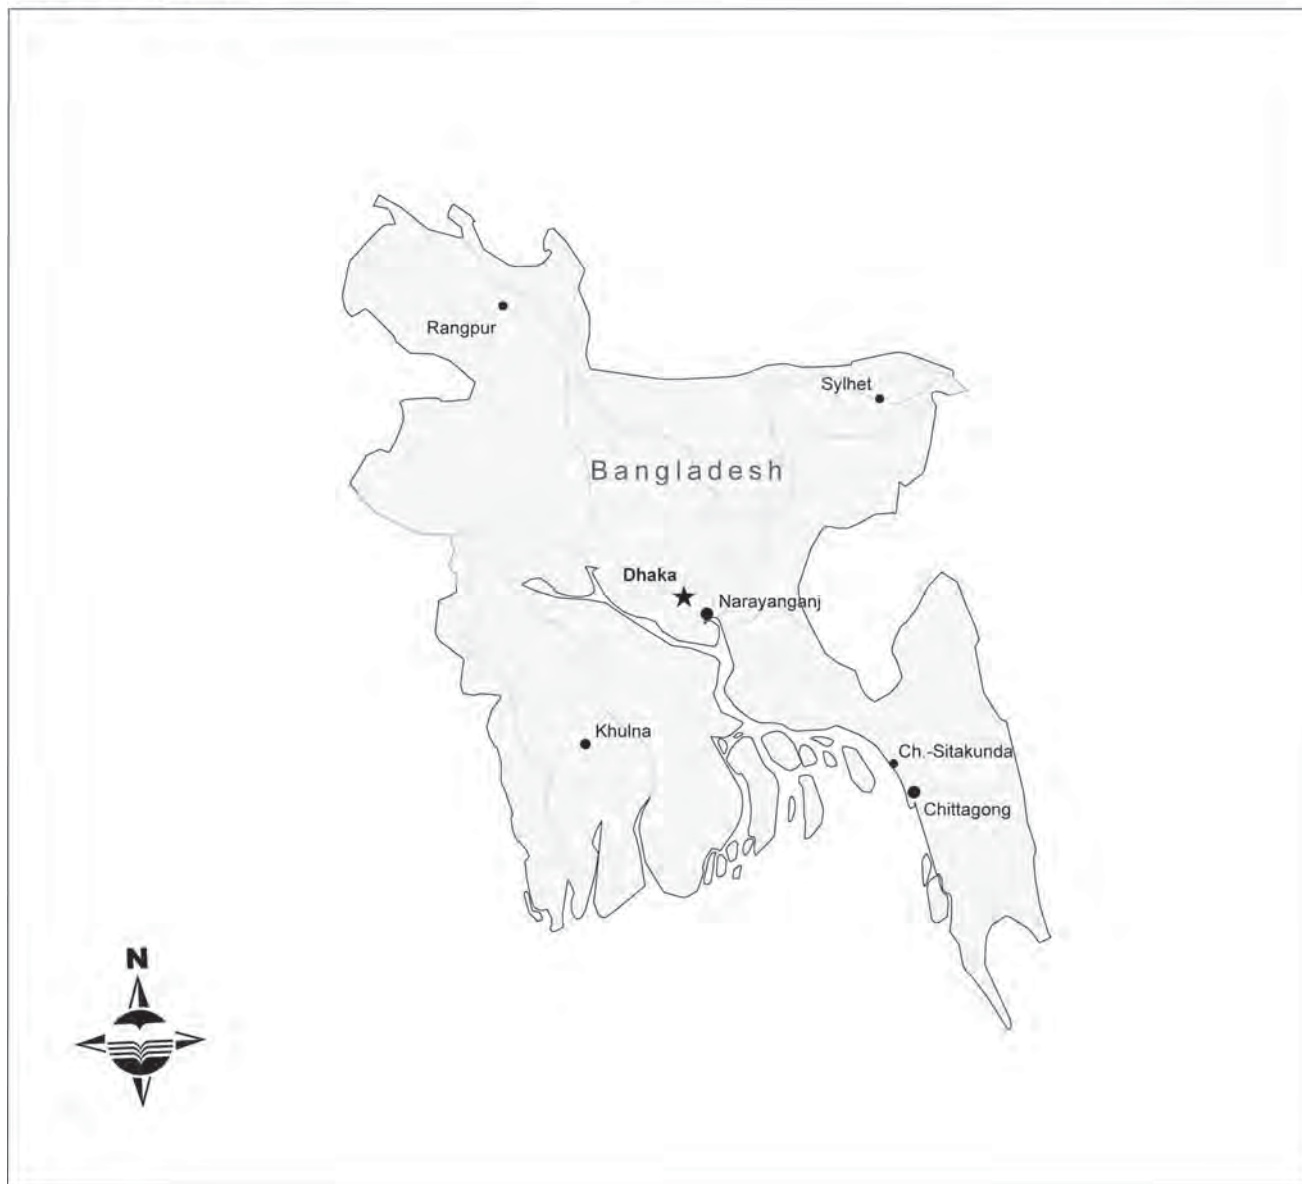 Rangpur
Sylhet
Bangladesh
Dhaka
Narayanganj
Khulna
Ch.-Sitakunda
Chittagong
N